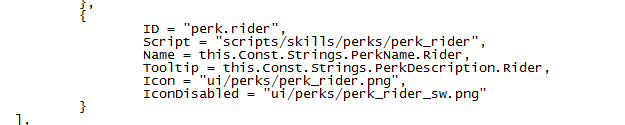 },
{
ID = "perk.rider",
Script = "scripts/skills/perks/perk_rider",
Name = this.Const.Strings.PerkName.Rider,
Tooltip = this.Const.Strings.PerkDescription.Rider,
Icon = "ui/perks/perk_rider.png",
IconDisabled = "ui/perks/perk_rider_sw.png"
}
],